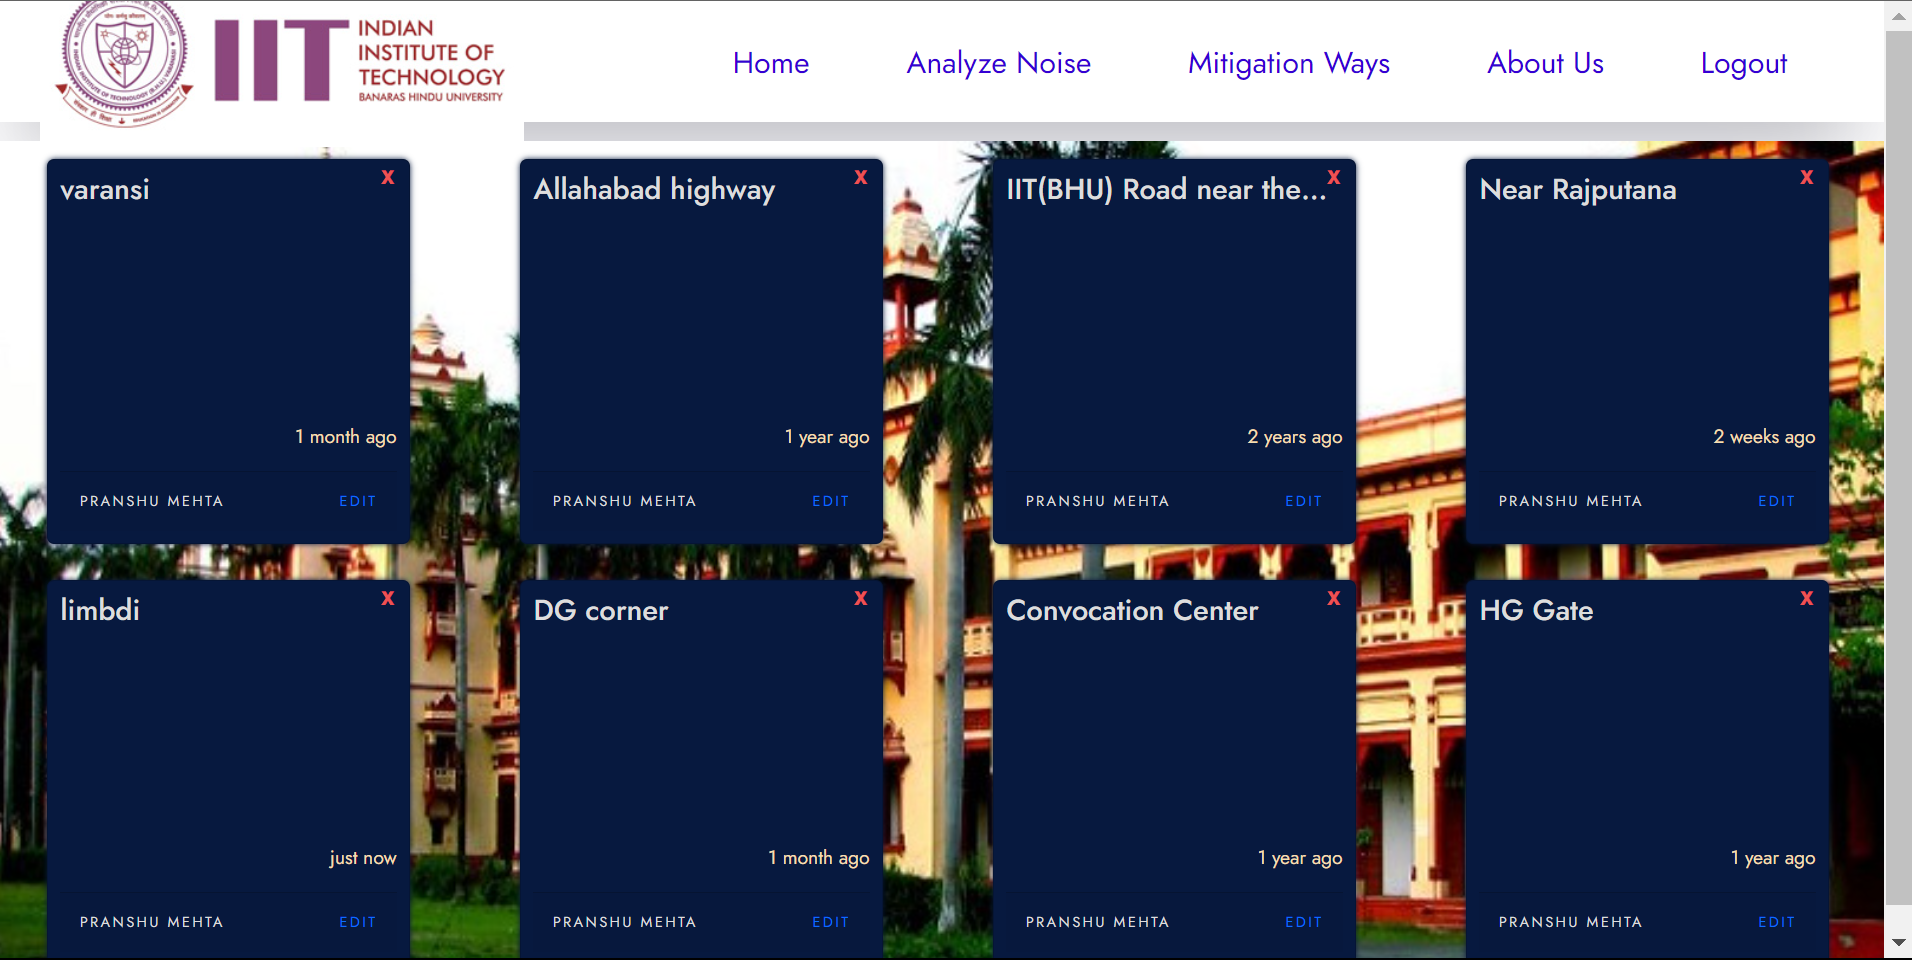 INDIAN
INSTITUTE OF
TECHNOLOGY
BANARAS HINDU UNIVERSITY
IIT
Home Analyze Noise Mitigation Ways About Us Logout
varansi X
1 month ago
PRANSHU MEHTA EDIT
Allahabad highway X
1 year ago
PRANSHU MEHTA EDIT
IIT(BHU) Road near the... X
2 years ago
PRANSHU MEHTA EDIT
Near Rajputana X
2 weeks ago
PRANSHU MEHTA EDIT
limbdi X
just now
PRANSHU MEHTA EDIT
DG corner X
1 month ago
PRANSHU MEHTA EDIT
Convocation Center X
1 year ago
PRANSHU MEHTA EDIT
HG Gate X
1 year ago
PRANSHU MEHTA EDIT